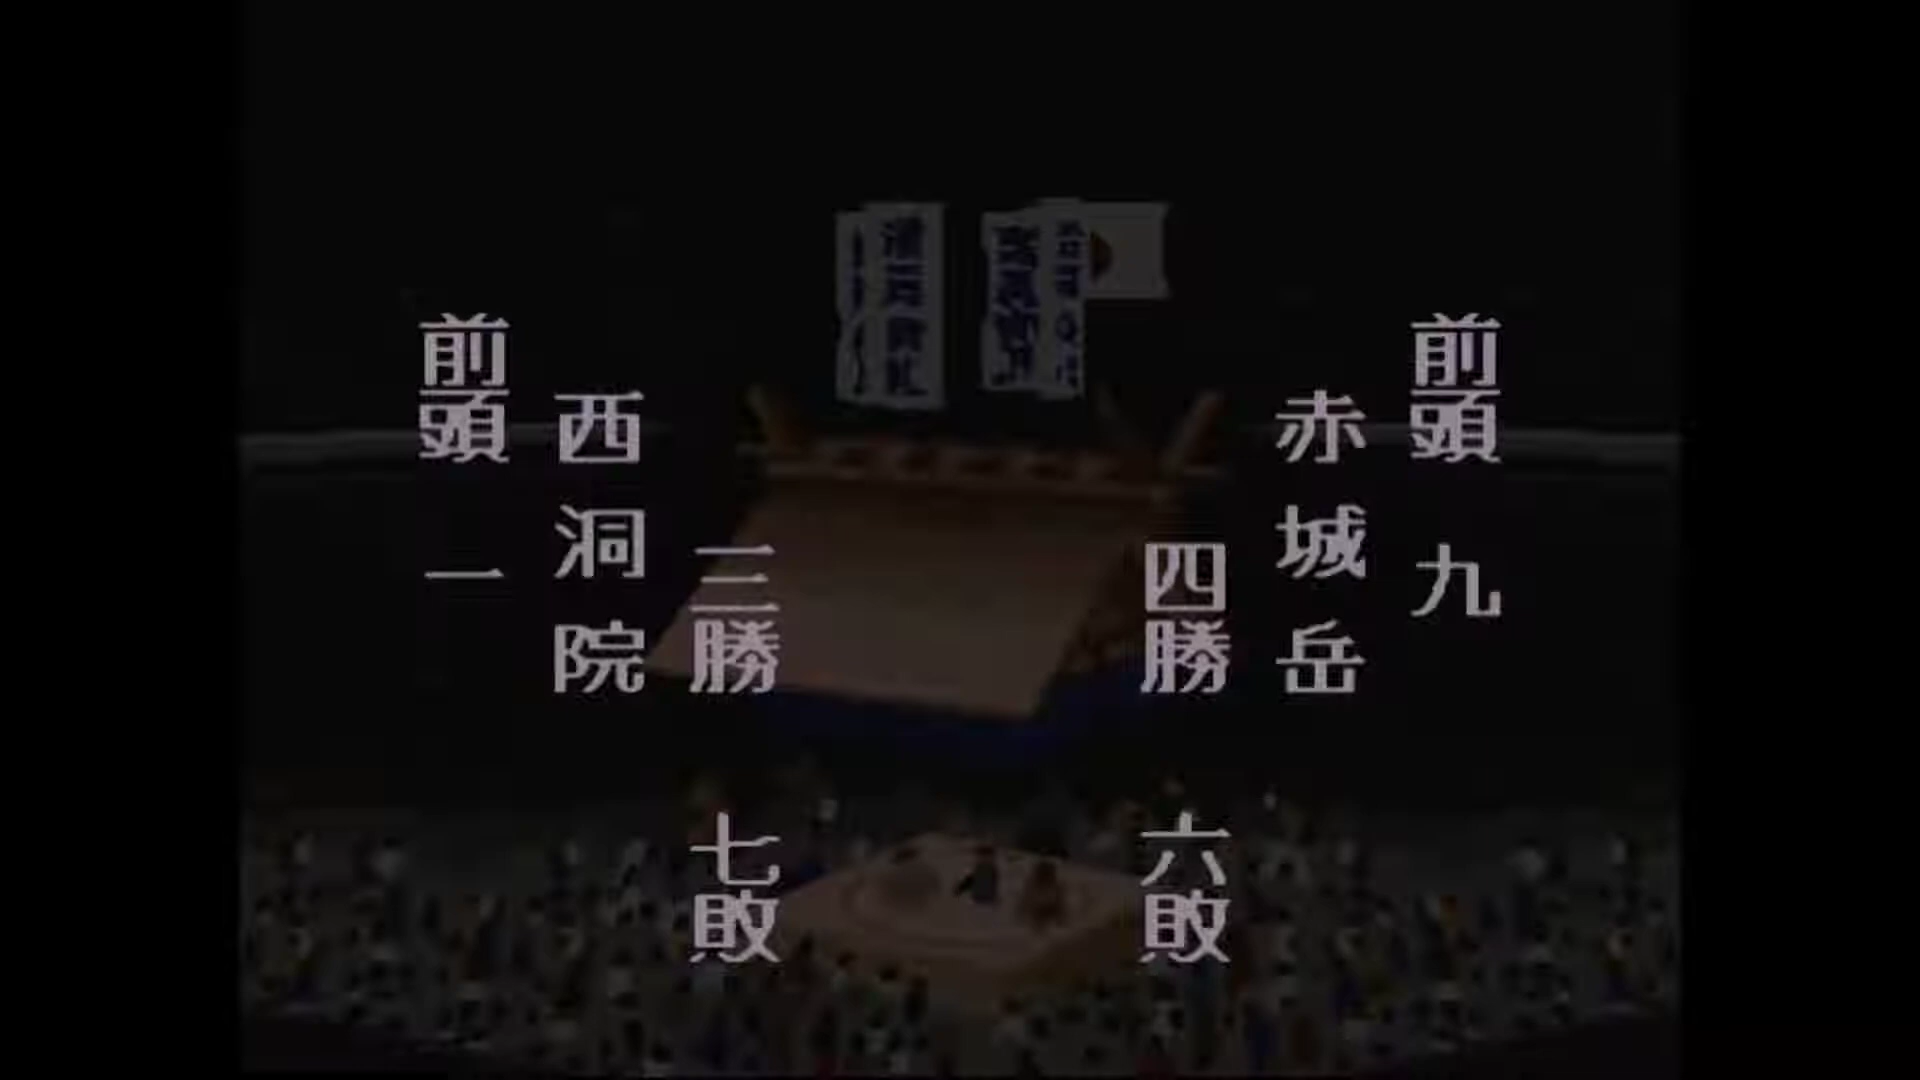 前頭 九
赤城岳
四勝 六敗
三勝 七敗
西洞院
前頭 一